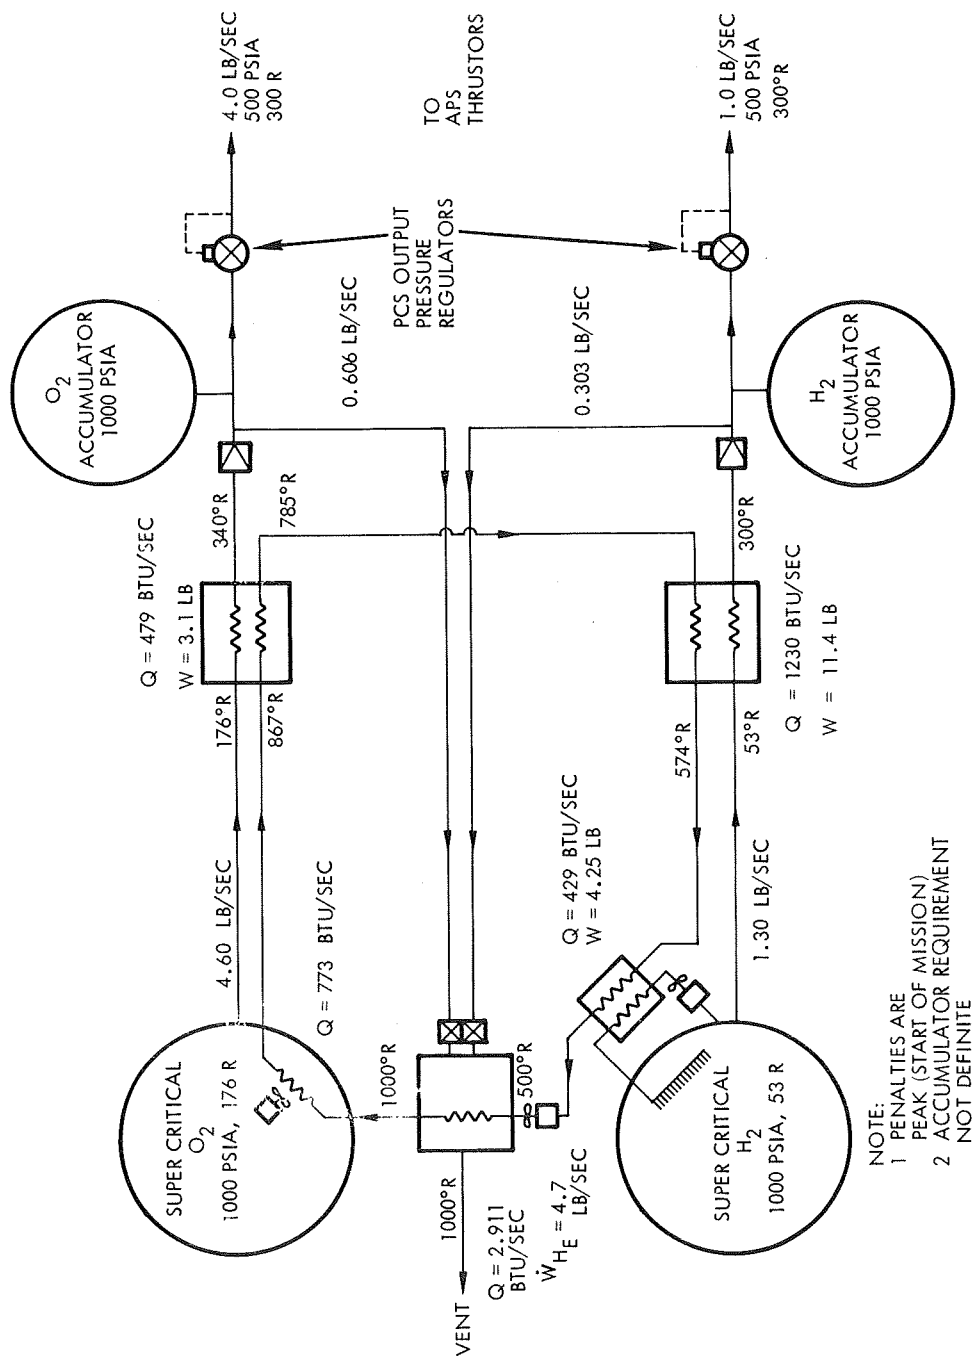 SUPER CRITICAL
O2
1000 PSIA, 176 R
4.60 LB/SEC
Q = 773 BTU/SEC
176°R
867°R
Q = 479 BTU/SEC
W = 3.1 LB
340°R
785°R
O2
ACCUMULATOR
1000 PSIA
0.606 LB/SEC
4.0 LB/SEC
500 PSIA
300 R
PCS OUTPUT
PRESSURE
REGULATORS
TO
APS
THRUSTORS
0.303 LB/SEC
VENT
1000°R
Q = 2.911
BTU/SEC
ẆHE = 4.7
LB/SEC
1000°R
500°R
Q = 429 BTU/SEC
W = 4.25 LB
574°R
53°R
300°R
Q = 1230 BTU/SEC
W = 11.4 LB
SUPER CRITICAL
H2
1000 PSIA, 53 R
1.30 LB/SEC
H2
ACCUMULATOR
1000 PSIA
1.0 LB/SEC
500 PSIA
300°R
NOTE:
1 PENALTIES ARE
PEAK (START OF MISSION)
2 ACCUMULATOR REQUIREMENT
NOT DEFINITE